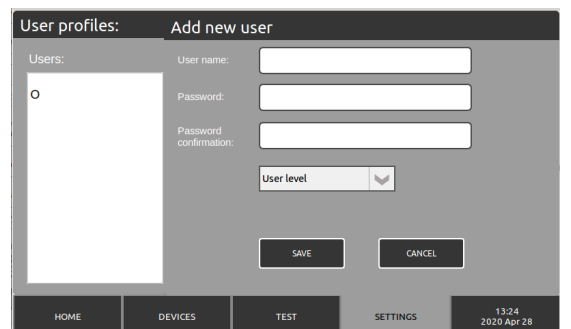 User profiles:
Add new user
Users:
O
User name:
Password:
Password
confirmation:
User level
SAVE
CANCEL
HOME
DEVICES
TEST
SETTINGS
13:24
2020 Apr 28